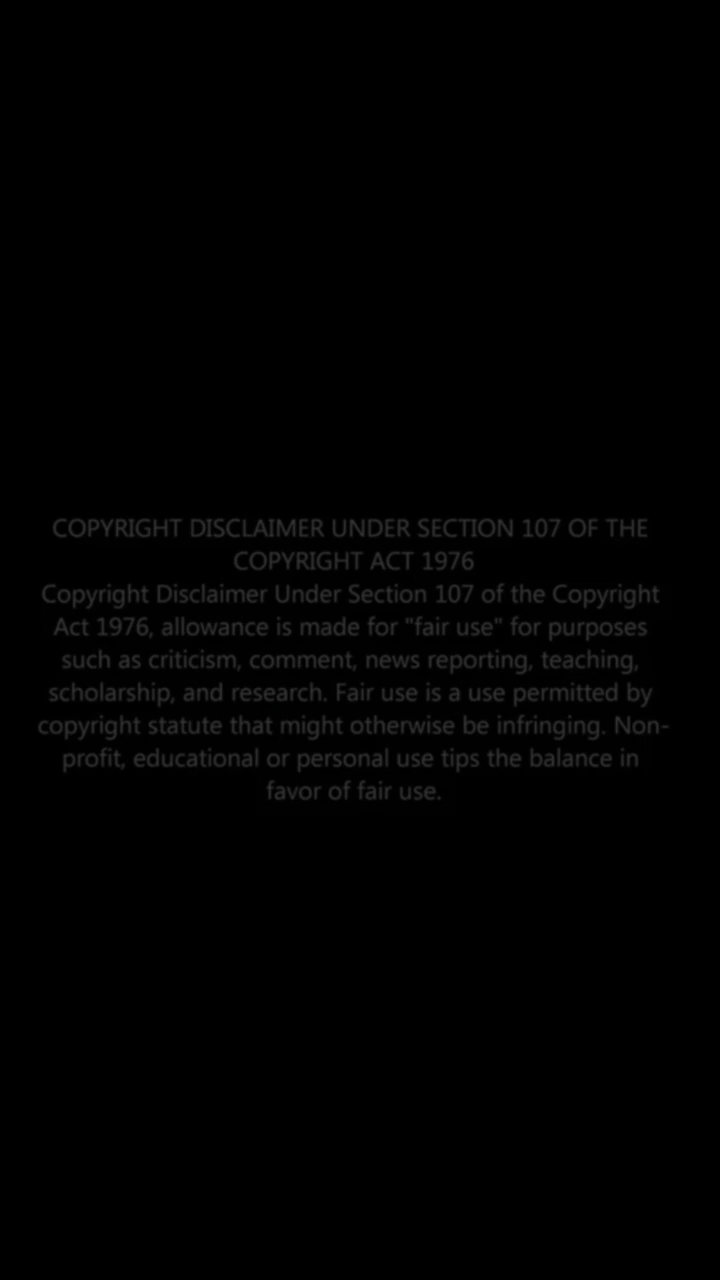 COPYRIGHT DISCLAIMER UNDER SECTION 107 OF THE
COPYRIGHT ACT 1976
Copyright Disclaimer Under Section 107 of the Copyright
Act 1976, allowance is made for "fair use" for purposes
such as criticism, comment, news reporting, teaching,
scholarship, and research. Fair use is a use permitted by
copyright statute that might otherwise be infringing. Non-
profit, educational or personal use tips the balance in
favor of fair use.